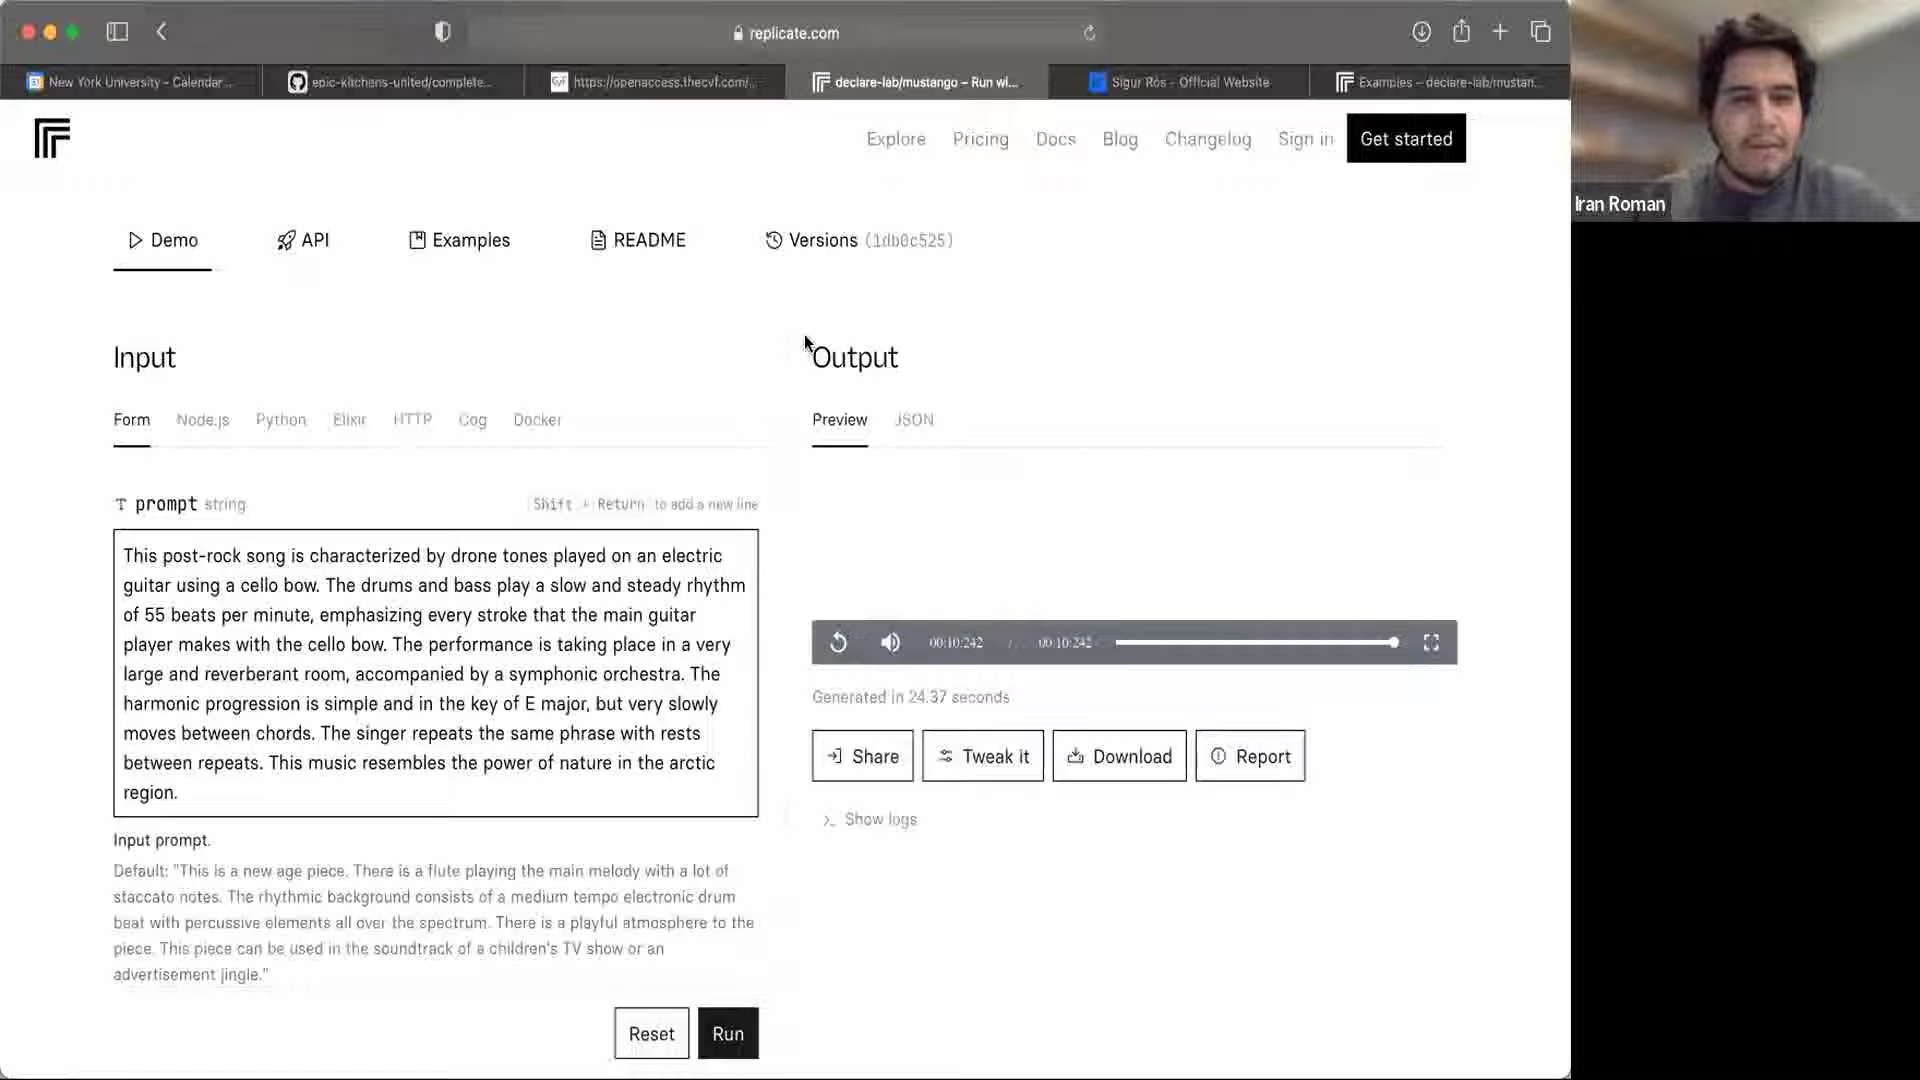 replicate.com
New York University - Calendar...
epic-kitchens-united/complete...
https://openaccess.thecvf.com/...
declare-lab/mustango – Run wi...
Sigur Rós - Official Website
Examples – declare-lab/mustan...
Explore
Pricing
Docs
Blog
Changelog
Sign in
Get started
Iran Roman
Demo
API
Examples
README
Versions (1db0c525)
Input
Form
Node.js
Python
Elixir
HTTP
Cog
Docker
T prompt string
Shift + Return to add a new line
This post-rock song is characterized by drone tones played on an electric
guitar using a cello bow. The drums and bass play a slow and steady rhythm
of 55 beats per minute, emphasizing every stroke that the main guitar
player makes with the cello bow. The performance is taking place in a very
large and reverberant room, accompanied by a symphonic orchestra. The
harmonic progression is simple and in the key of E major, but very slowly
moves between chords. The singer repeats the same phrase with rests
between repeats. This music resembles the power of nature in the arctic
region.
Input prompt.
Default: "This is a new age piece. There is a flute playing the main melody with a lot of
staccato notes. The rhythmic background consists of a medium tempo electronic drum
beat with percussive elements all over the spectrum. There is a playful atmosphere to the
piece. This piece can be used in the soundtrack of a children's TV show or an
advertisement jingle."
Reset
Run
Output
Preview
JSON
00:10:242 / 00:10:242
Generated in 24.37 seconds
Share
Tweak it
Download
Report
Show logs